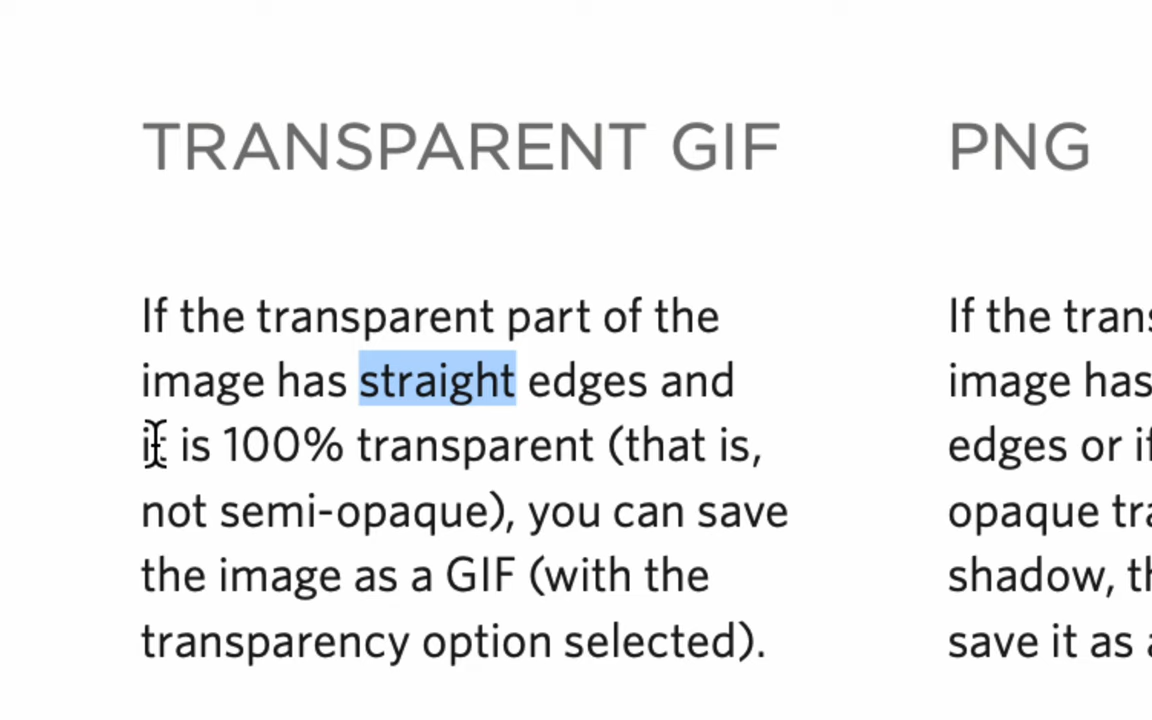 TRANSPARENT GIF
If the transparent part of the
image has straight edges and
it is 100% transparent (that is,
not semi-opaque), you can save
the image as a GIF (with the
transparency option selected).
PNG
If the
image has
edges or
opaque
shadow,
save it as